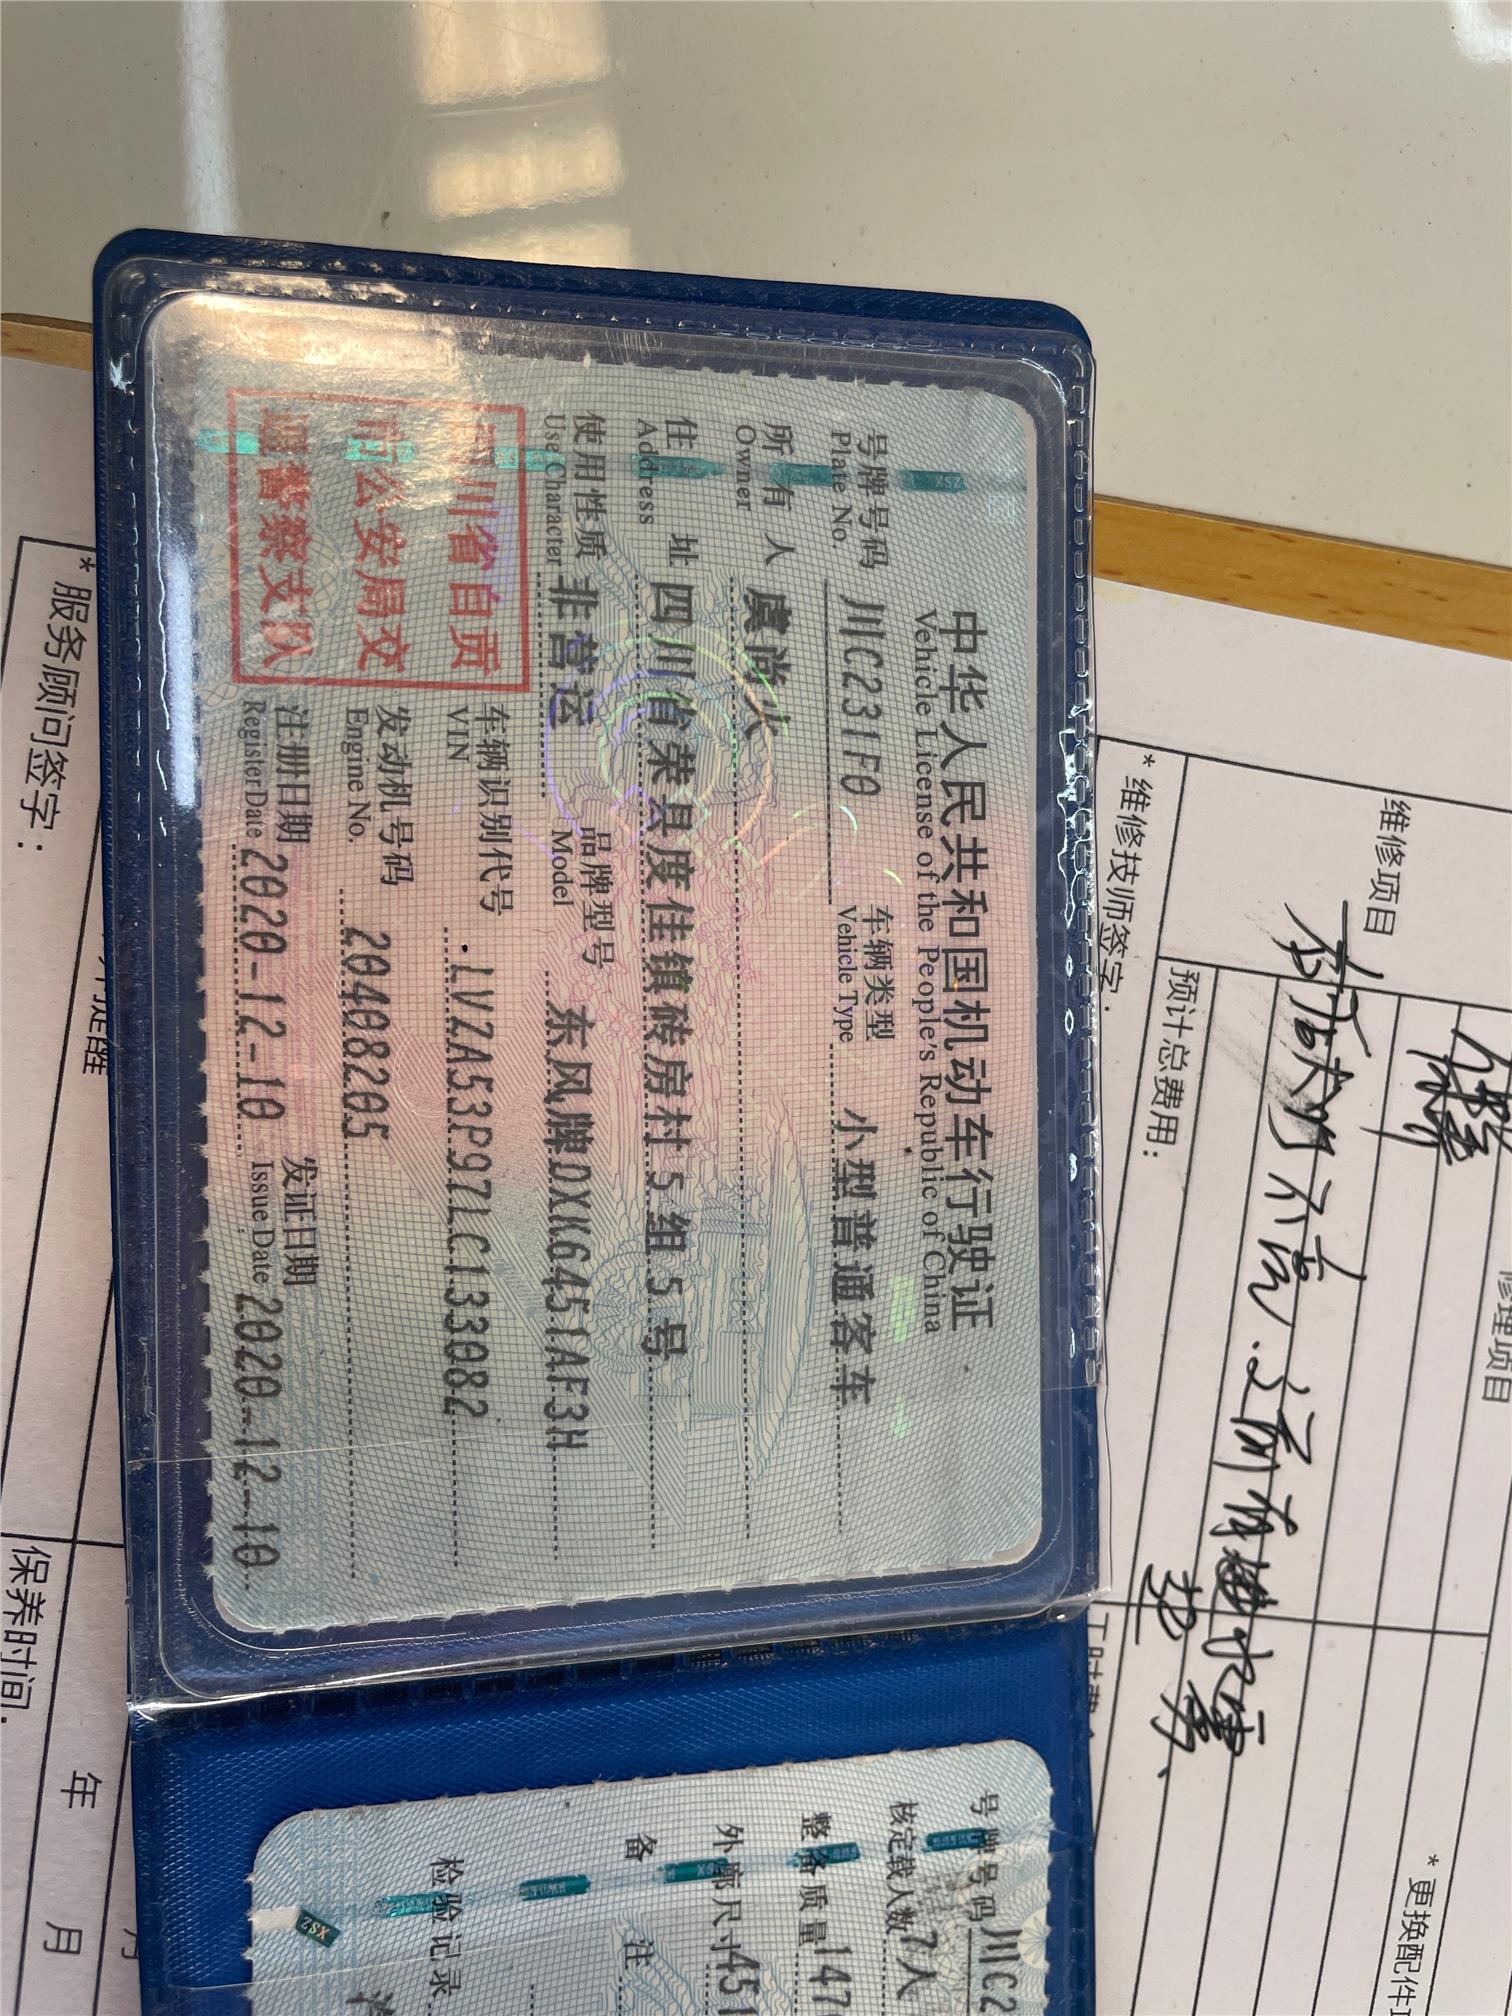 中华人民共和国机动车行驶证
Vehicle License of the People's Republic of China
号牌号码 川C231F0 车辆类型 小型普通客车
Plate No. Vehicle Type
所有人 虞尚火
Owner
住址 四川省荣县度佳镇砖房村5组5号
Address
使用性质 非营运 品牌型号 东风牌DXK6451AF3H
Use Character Model
四川省自贡
市公安局交
通警察支队
车辆识别代号 LVZA53P97LC133082
VIN
发动机号码 20408205
Engine No.
注册日期 2020-12-10 发证日期 2020-12-10
Register Date Issue Date
号牌号码 川C2
核定载人数 7人
整备质量 147
外廓尺寸 451
备注
检验记录
ZSX
维修项目
修理项目
* 维修技师签字：
预计总费用：
* 更换配件
* 服务顾问签字：
保养时间：
年 月